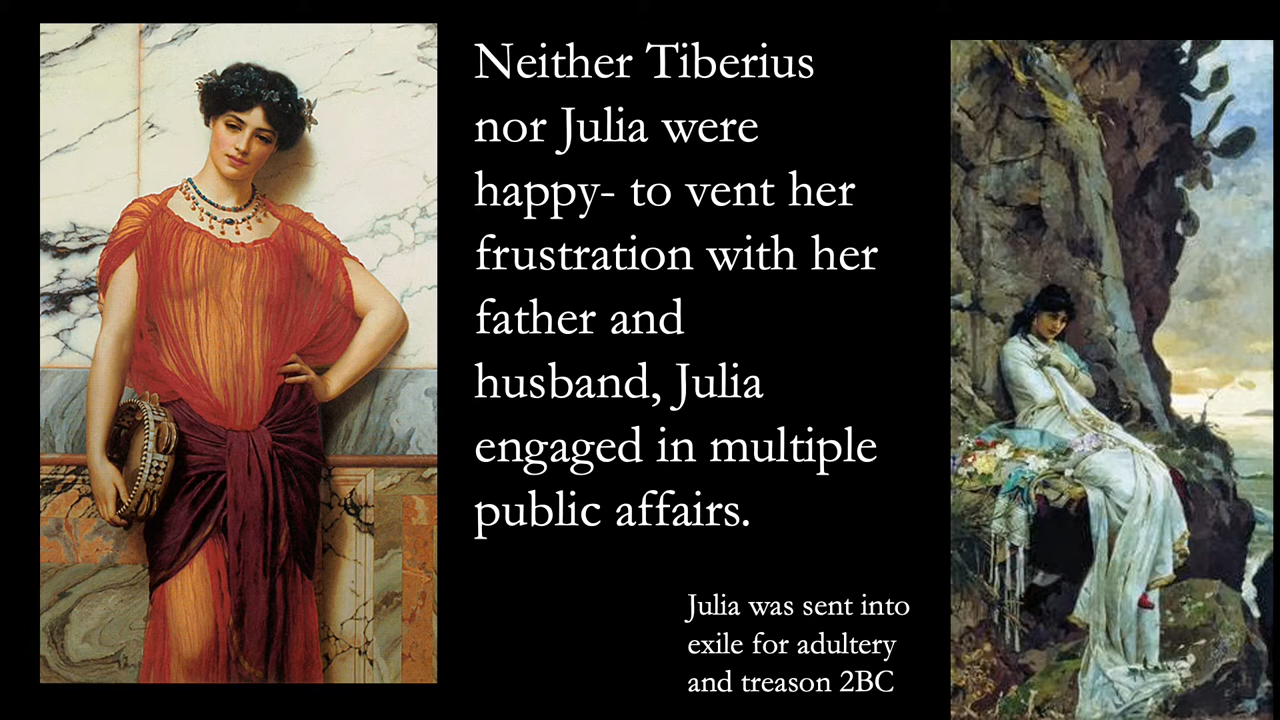 Neither Tiberius
nor Julia were
happy- to vent her
frustration with her
father and
husband, Julia
engaged in multiple
public affairs.
Julia was sent into
exile for adultery
and treason 2BC